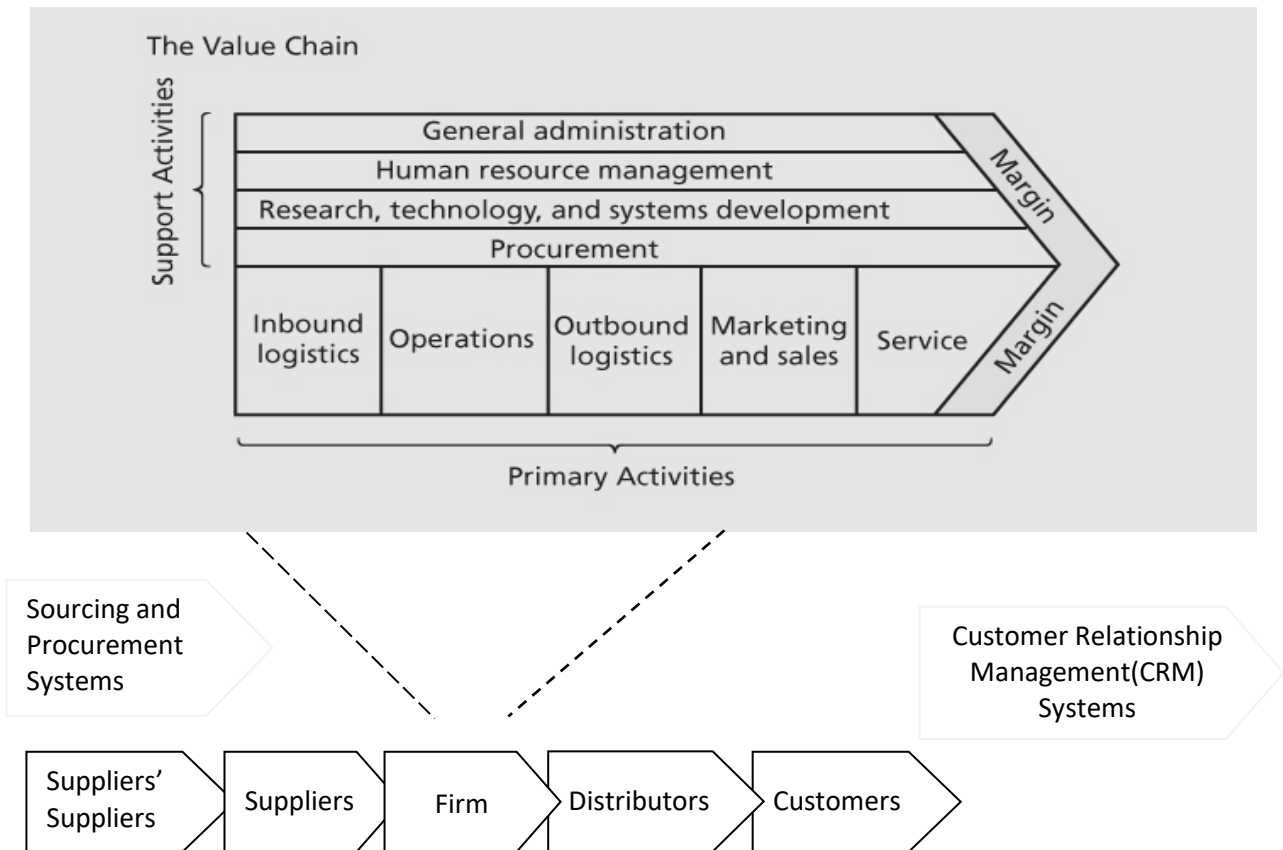 The Value Chain
Support Activities
General administration
Human resource management
Research, technology, and systems development
Procurement
Margin
Inbound
logistics
Operations
Outbound
logistics
Marketing
and sales
Service
Margin
Primary Activities
Sourcing and
Procurement
Systems
Customer Relationship
Management(CRM)
Systems
Suppliers’
Suppliers
Suppliers
Firm
Distributors
Customers